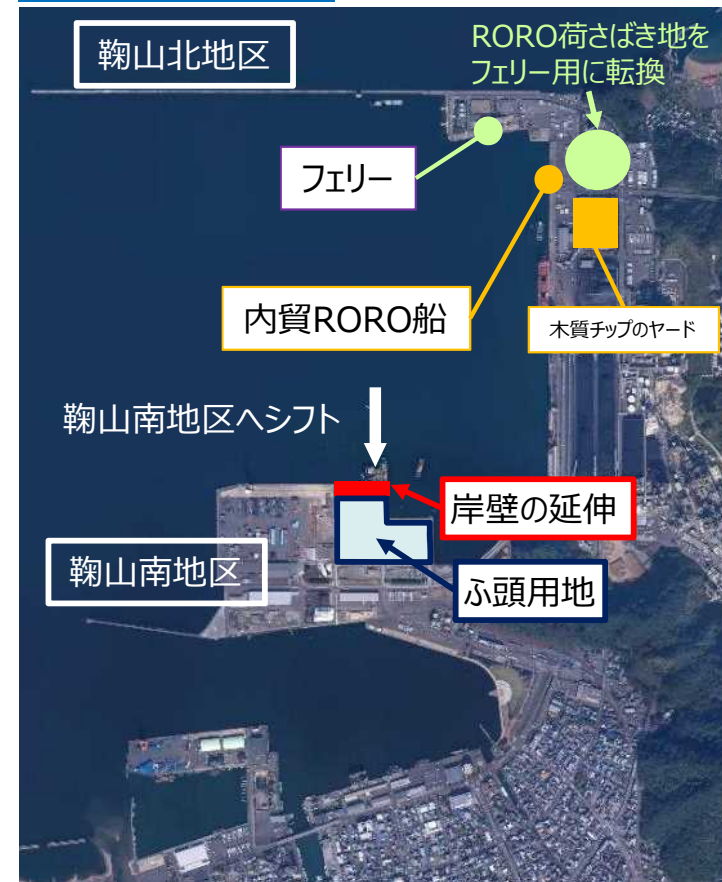 鞠山北地区
RORO荷さばき地を
フェリー用に転換
フェリー
内貿RORO船
木質チップのヤード
鞠山南地区へシフト
岸壁の延伸
鞠山南地区
ふ頭用地